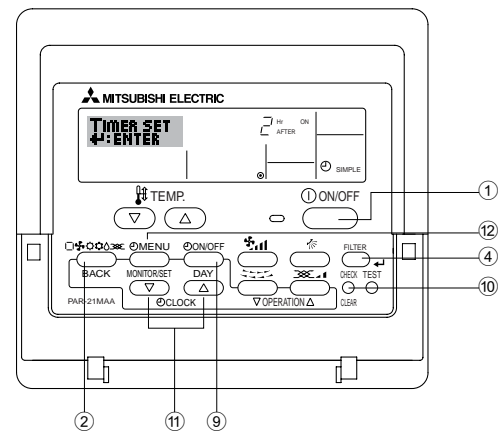 MITSUBISHI ELECTRIC
TIMER SET
↵:ENTER
2 Hr ON
AFTER
SIMPLE
TEMP.
ON/OFF
①
MENU
ON/OFF
FILTER
⑫
④
BACK
MONITOR/SET
DAY
CHECK TEST
PAR-21MAA
CLOCK
▽ OPERATION △
CLEAR
⑩
② ⑪ ⑨